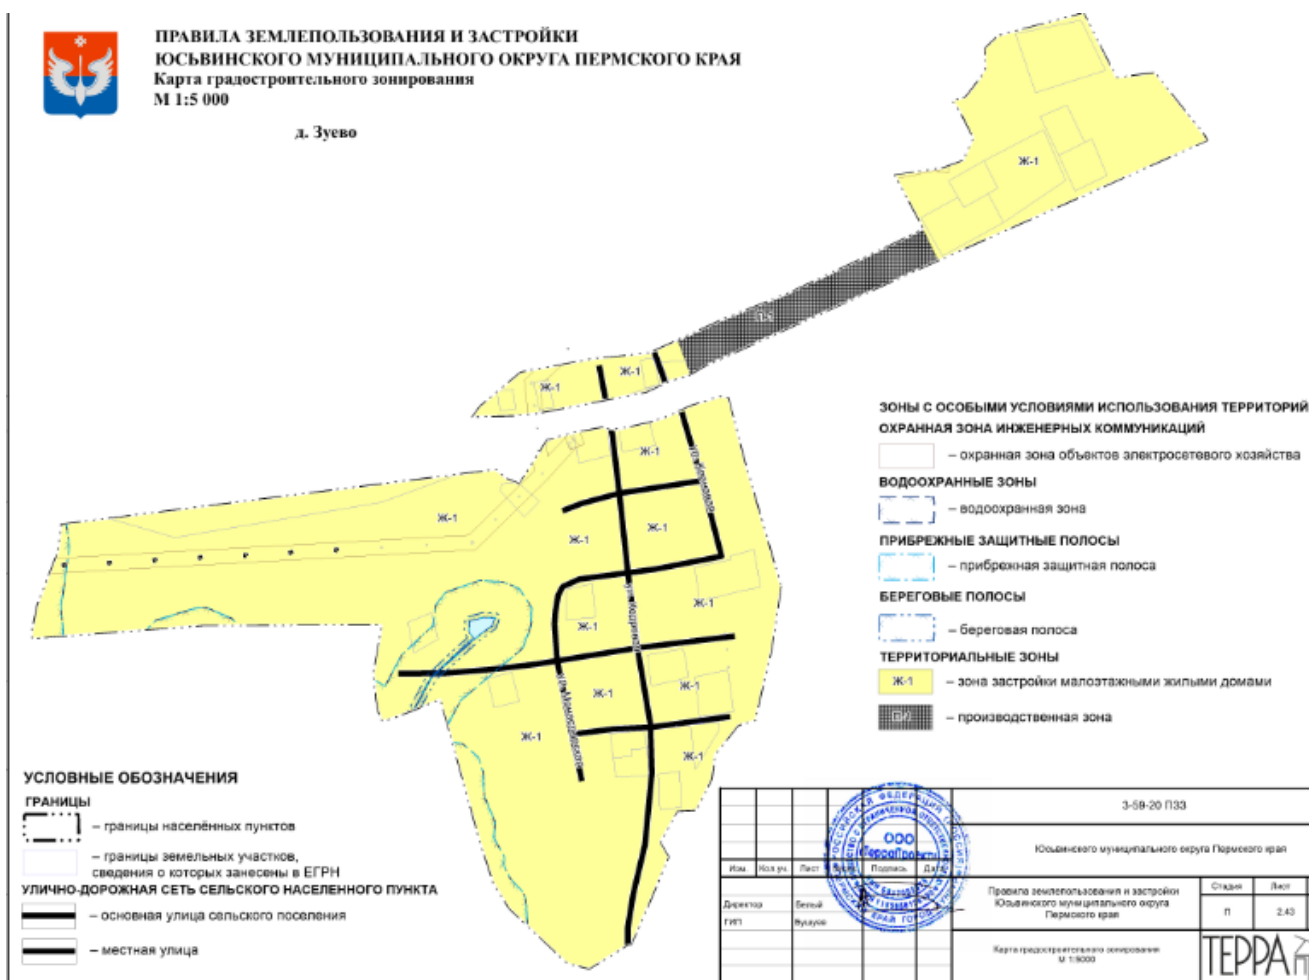 ПРАВИЛА ЗЕМЛЕПОЛЬЗОВАНИЯ И ЗАСТРОЙКИ
ЮСЬВИНСКОГО МУНИЦИПАЛЬНОГО ОКРУГА ПЕРМСКОГО КРАЯ
Карта градостроительного зонирования
М 1:5 000
д. Зуево
Ж-1
Ж-1
Ж-1
Ж-1
Ж-1
Ж-1
Ж-1
Ж-1
Ж-1
Ж-1
Ж-1
Ж-1
Ж-1
ЗОНЫ С ОСОБЫМИ УСЛОВИЯМИ ИСПОЛЬЗОВАНИЯ ТЕРРИТОРИЙ
ОХРАННАЯ ЗОНА ИНЖЕНЕРНЫХ КОММУНИКАЦИЙ
– охранная зона объектов электросетевого хозяйства
ВОДООХРАННЫЕ ЗОНЫ
– водоохранная зона
ПРИБРЕЖНЫЕ ЗАЩИТНЫЕ ПОЛОСЫ
– прибрежная защитная полоса
БЕРЕГОВЫЕ ПОЛОСЫ
– береговая полоса
ТЕРРИТОРИАЛЬНЫЕ ЗОНЫ
Ж-1 – зона застройки малоэтажными жилыми домами
– производственная зона
УСЛОВНЫЕ ОБОЗНАЧЕНИЯ
ГРАНИЦЫ
– границы населённых пунктов
– границы земельных участков,
сведения о которых занесены в ЕГРН
УЛИЧНО-ДОРОЖНАЯ СЕТЬ СЕЛЬСКОГО НАСЕЛЕННОГО ПУНКТА
– основная улица сельского поселения
– местная улица
3-59-20 ПЗЗ
Юсьвинского муниципального округа Пермского края
Изм. Кол.уч. Лист Подпись
Директор Белый
ГИП
Правила землепользования и застройки
Юсьвинского муниципального округа
Пермского края
Стадия Лист
П 2.43
Карта градостроительного зонирования
М 1:5000
ООО
ТЕРРА